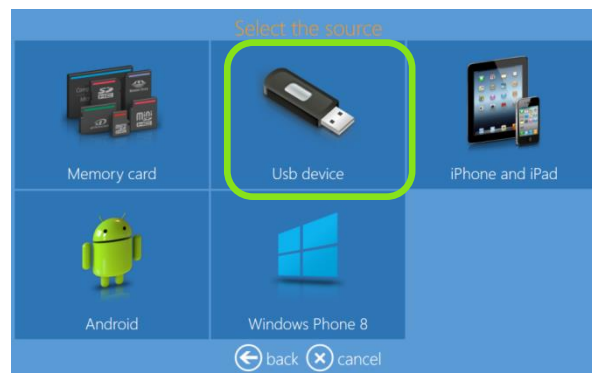 Select the source
Memory card
Usb device
iPhone and iPad
Android
Windows Phone 8
back cancel